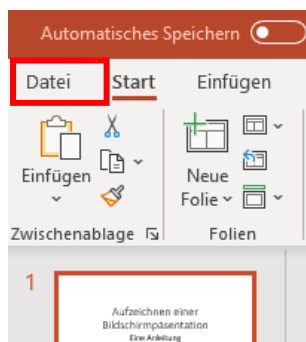 Automatisches Speichern
Datei Start Einfügen
Einfügen
Neue
Folie
Zwischenablage Folien
1
Aufzeichnen einer
Bildschirmpäsentation
Eine Anleitung